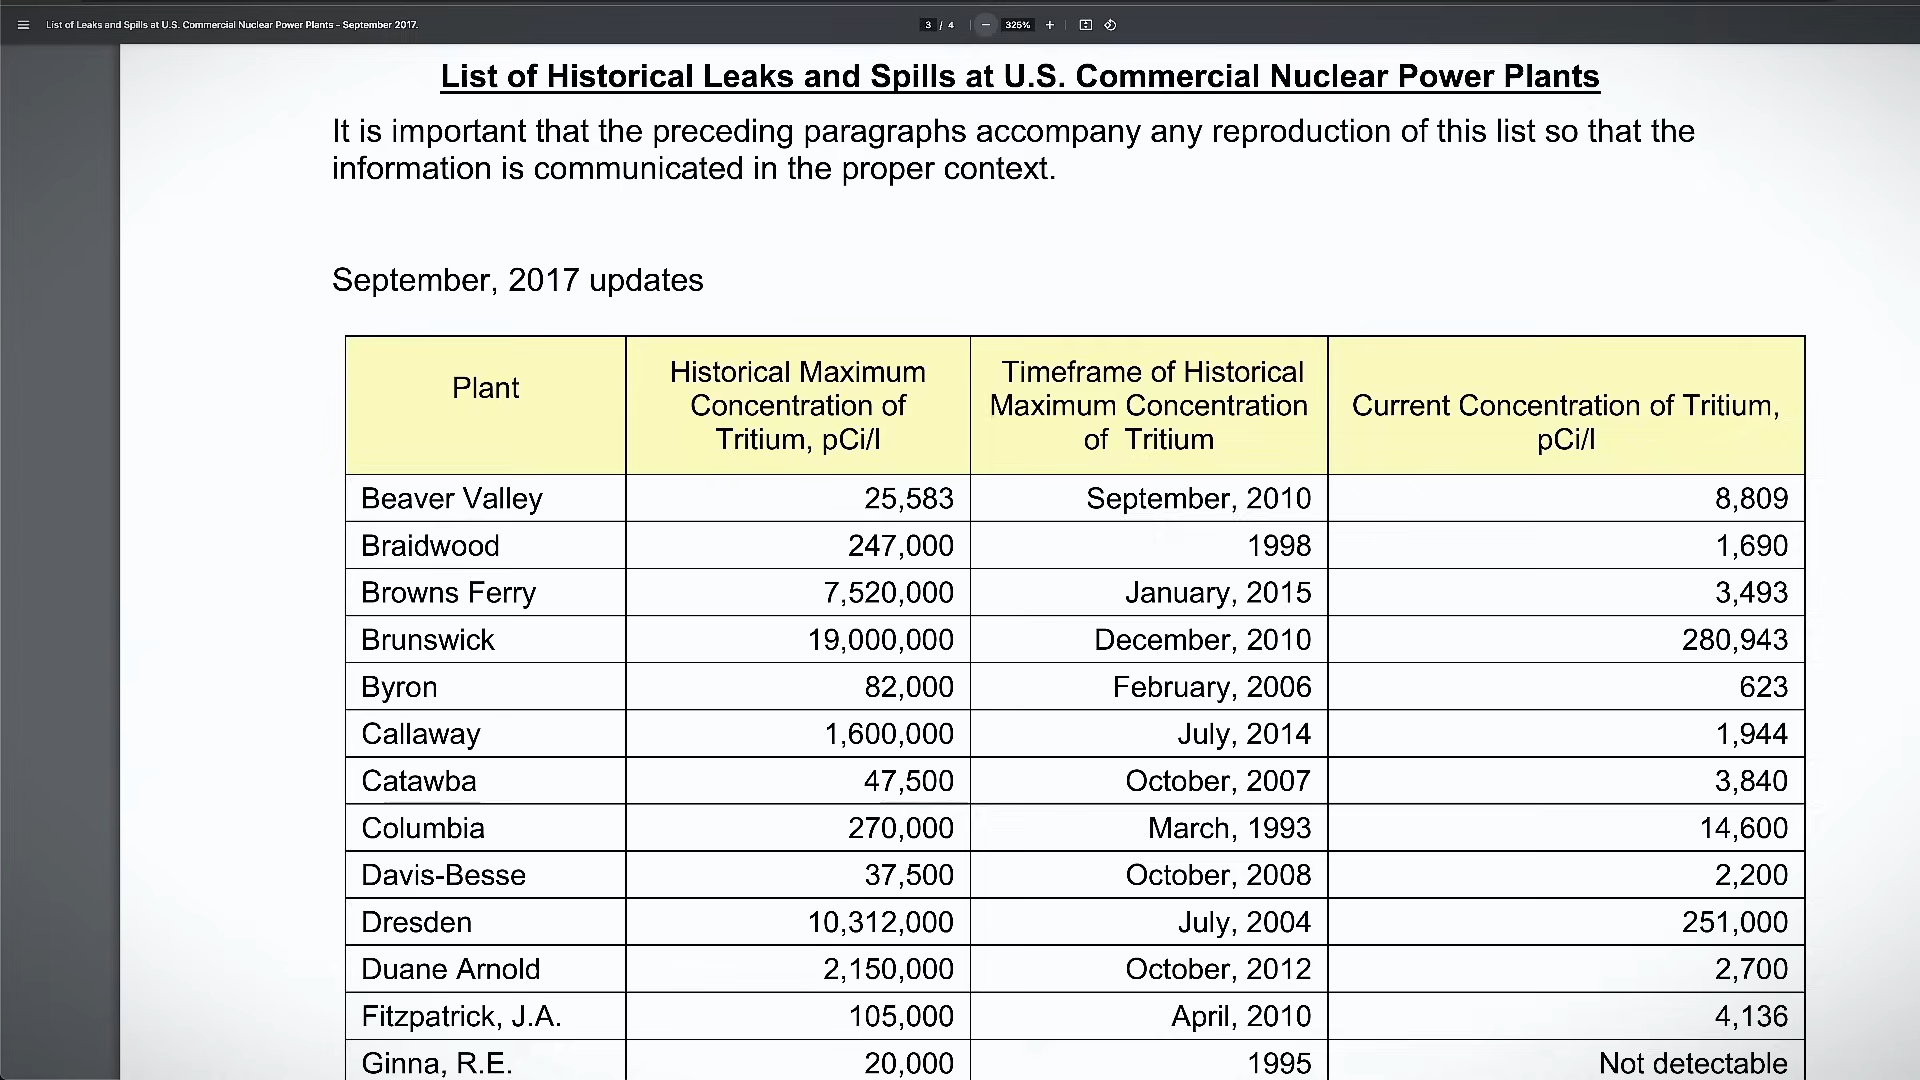 List of Leaks and Spills at U.S. Commercial Nuclear Power Plants - September 2017.
3 / 4
325%
List of Historical Leaks and Spills at U.S. Commercial Nuclear Power Plants
It is important that the preceding paragraphs accompany any reproduction of this list so that the
information is communicated in the proper context.
September, 2017 updates
Plant
Historical Maximum
Concentration of
Tritium, pCi/l
Timeframe of Historical
Maximum Concentration
of Tritium
Current Concentration of Tritium,
pCi/l
Beaver Valley 25,583 September, 2010 8,809
Braidwood 247,000 1998 1,690
Browns Ferry 7,520,000 January, 2015 3,493
Brunswick 19,000,000 December, 2010 280,943
Byron 82,000 February, 2006 623
Callaway 1,600,000 July, 2014 1,944
Catawba 47,500 October, 2007 3,840
Columbia 270,000 March, 1993 14,600
Davis-Besse 37,500 October, 2008 2,200
Dresden 10,312,000 July, 2004 251,000
Duane Arnold 2,150,000 October, 2012 2,700
Fitzpatrick, J.A. 105,000 April, 2010 4,136
Ginna, R.E. 20,000 1995 Not detectable